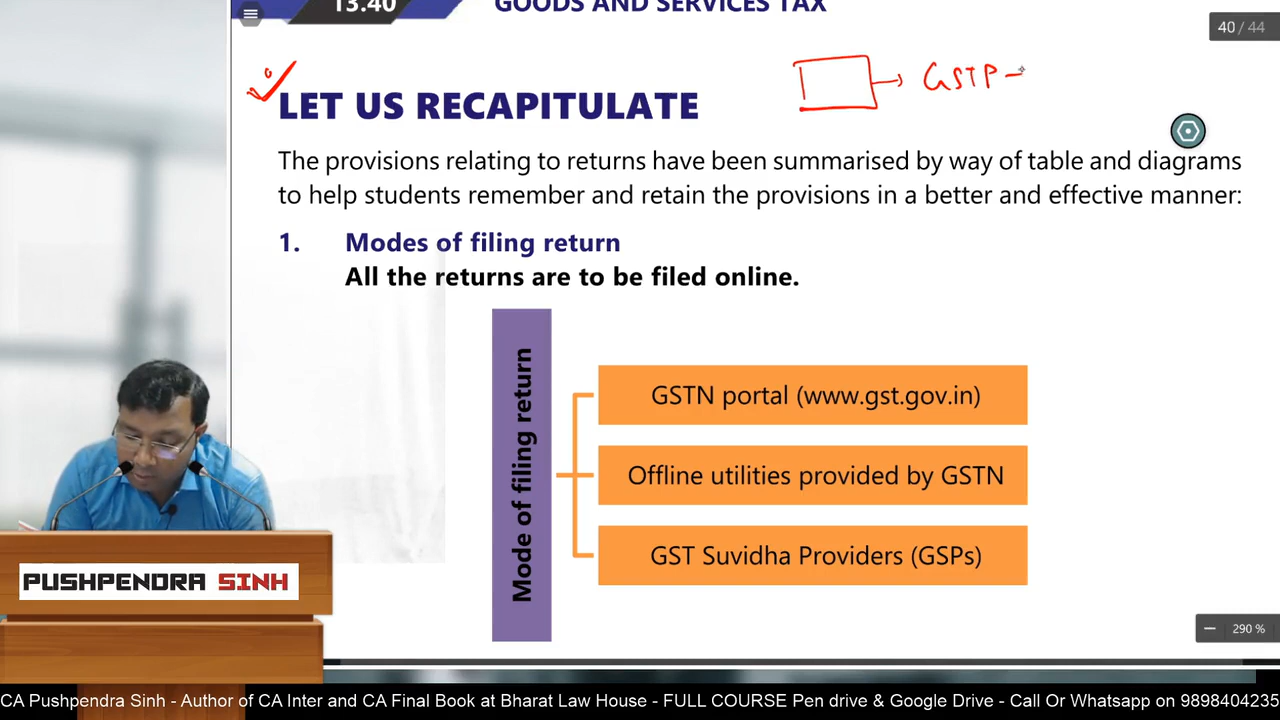 13.40
GOODS AND SERVICES TAX
40 / 44
GSTP -
LET US RECAPITULATE
The provisions relating to returns have been summarised by way of table and diagrams
to help students remember and retain the provisions in a better and effective manner:
1. Modes of filing return
All the returns are to be filed online.
Mode of filing return
GSTN portal (www.gst.gov.in)
Offline utilities provided by GSTN
GST Suvidha Providers (GSPs)
PUSHPENDRA SINH
290 %
CA Pushpendra Sinh - Author of CA Inter and CA Final Book at Bharat Law House - FULL COURSE Pen drive & Google Drive - Call Or Whatsapp on 9898404235